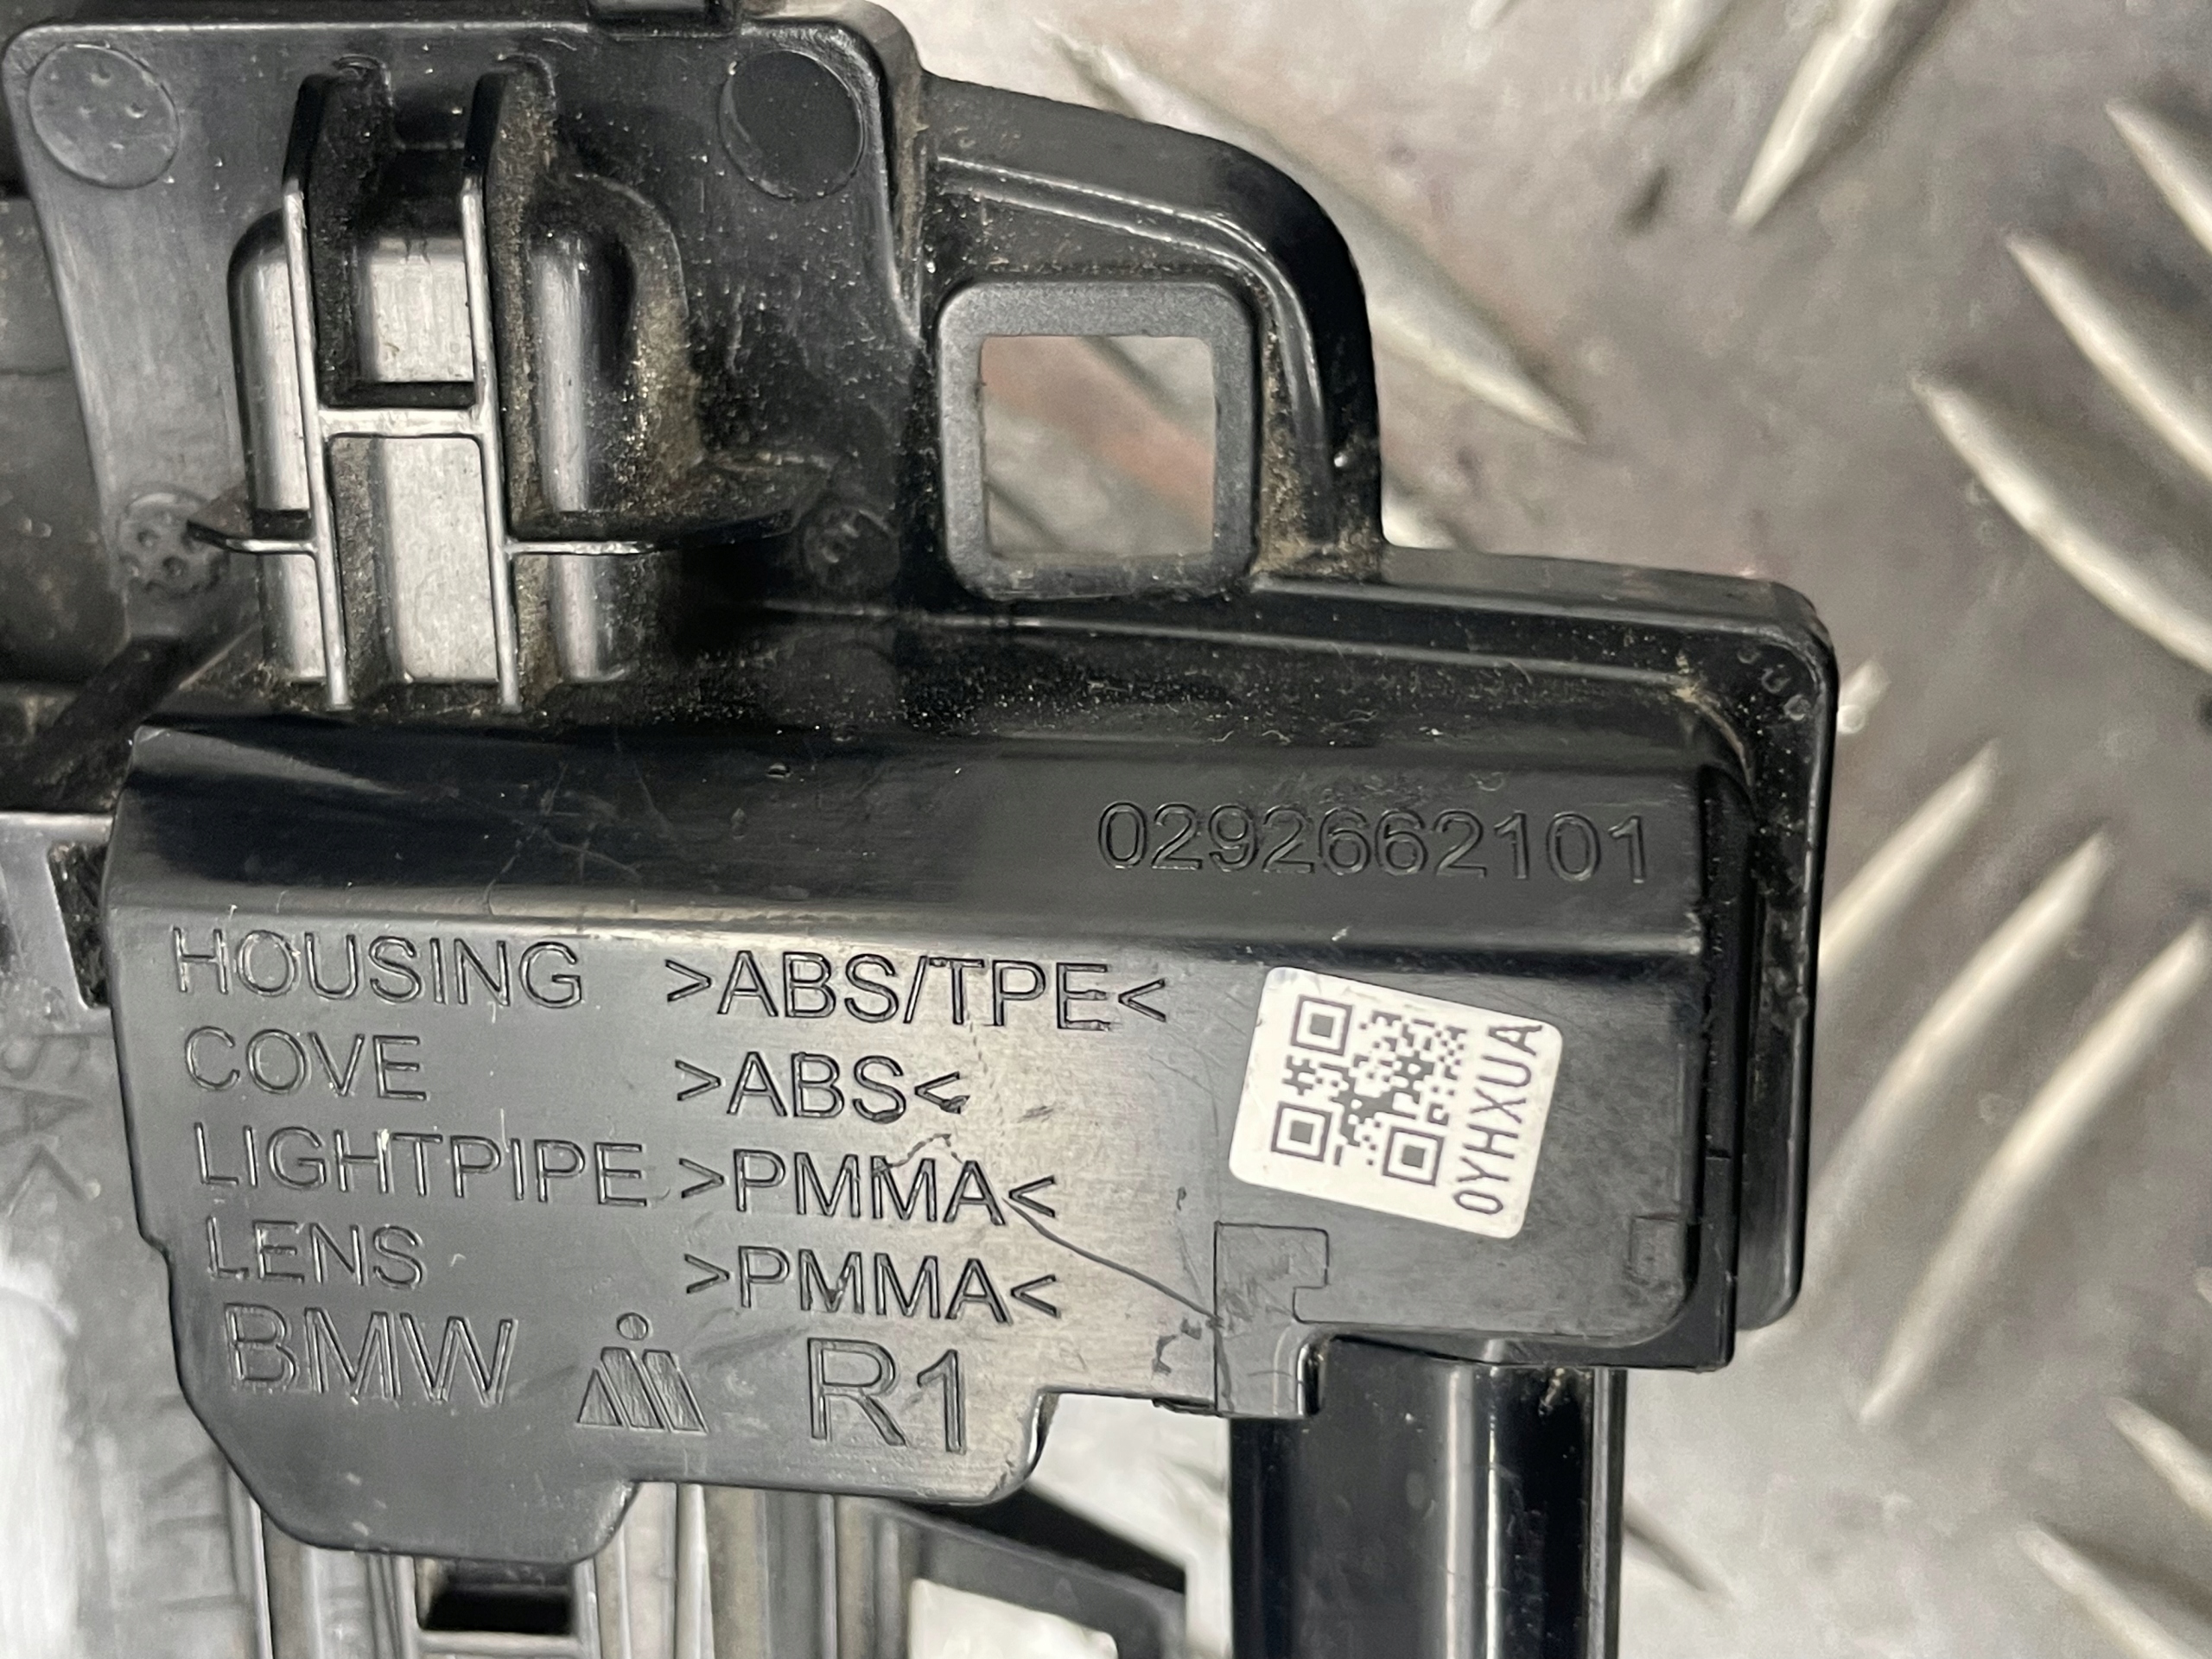 0292662101
HOUSING >ABS/TPE<
COVE >ABS<
LIGHTPIPE >PMMA<
LENS >PMMA<
BMW R1
0YHXUA